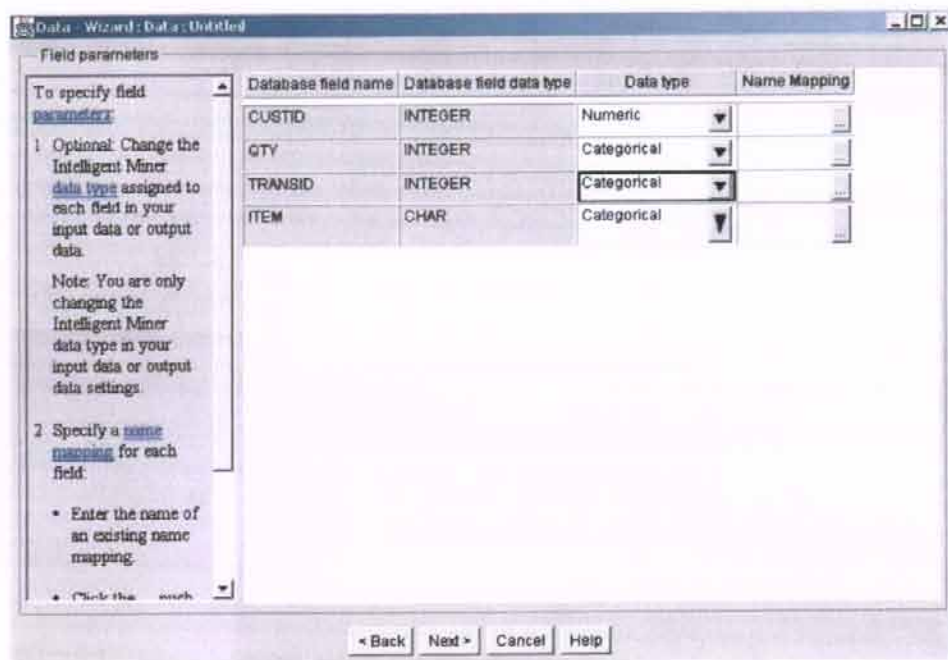 Data - Wizard : Data : Untitled
Field parameters
To specify field
parameters:
1 Optional: Change the
Intelligent Miner
data type assigned to
each field in your
input data or output
data.
Note: You are only
changing the
Intelligent Miner
data type in your
input data or output
data settings.
2 Specify a name
mapping for each
field:
• Enter the name of
an existing name
mapping.
• Click the ... push
Database field name Database field data type Data type Name Mapping
CUSTID INTEGER Numeric ...
QTY INTEGER Categorical ...
TRANSID INTEGER Categorical ...
ITEM CHAR Categorical ...
< Back Next > Cancel Help